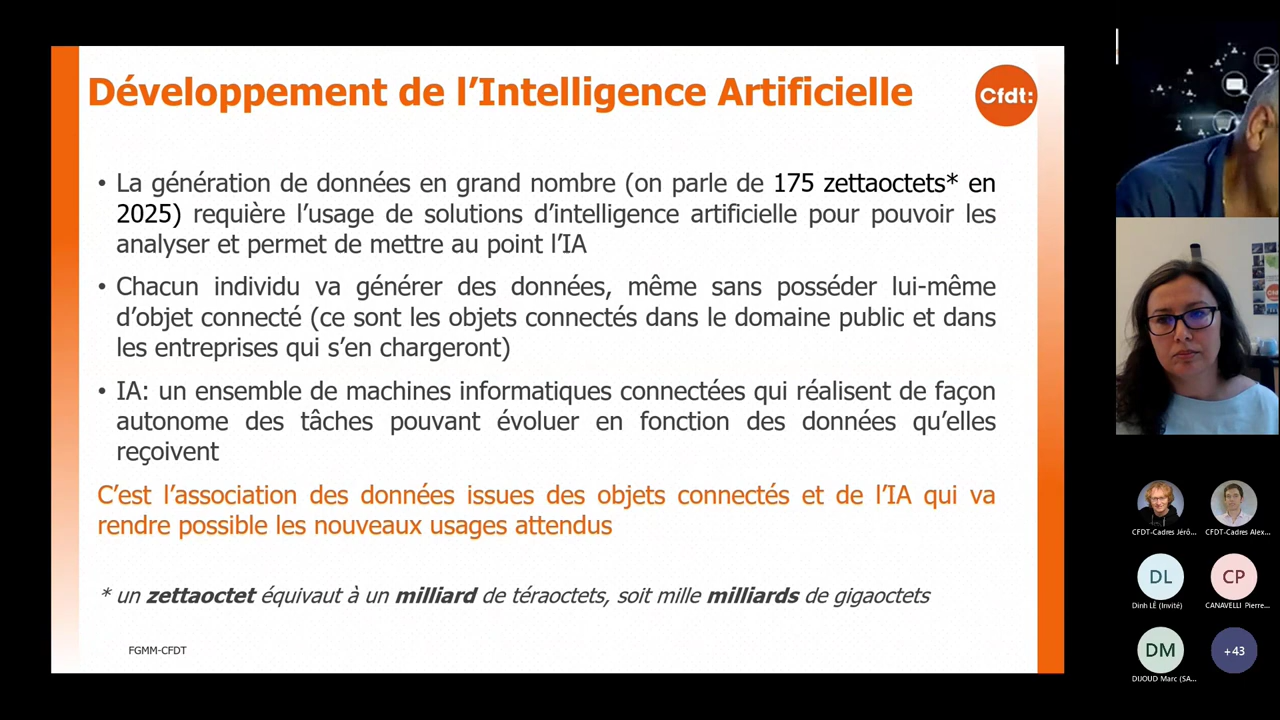 Développement de l’Intelligence Artificielle
Cfdt:
• La génération de données en grand nombre (on parle de 175 zettaoctets* en
2025) requière l’usage de solutions d’intelligence artificielle pour pouvoir les
analyser et permet de mettre au point l’IA
• Chacun individu va générer des données, même sans posséder lui-même
d’objet connecté (ce sont les objets connectés dans le domaine public et dans
les entreprises qui s’en chargeront)
• IA: un ensemble de machines informatiques connectées qui réalisent de façon
autonome des tâches pouvant évoluer en fonction des données qu’elles
reçoivent
C’est l’association des données issues des objets connectés et de l’IA qui va
rendre possible les nouveaux usages attendus
* un zettaoctet équivaut à un milliard de téraoctets, soit mille milliards de gigaoctets
FGMM-CFDT
CFDT-Cadres Jérô...
CFDT-Cadres Alex...
DL
CP
Dinh LÊ (Invité)
CANAVELLI Pierre...
DM
+43
DIJOUD Marc (SA...